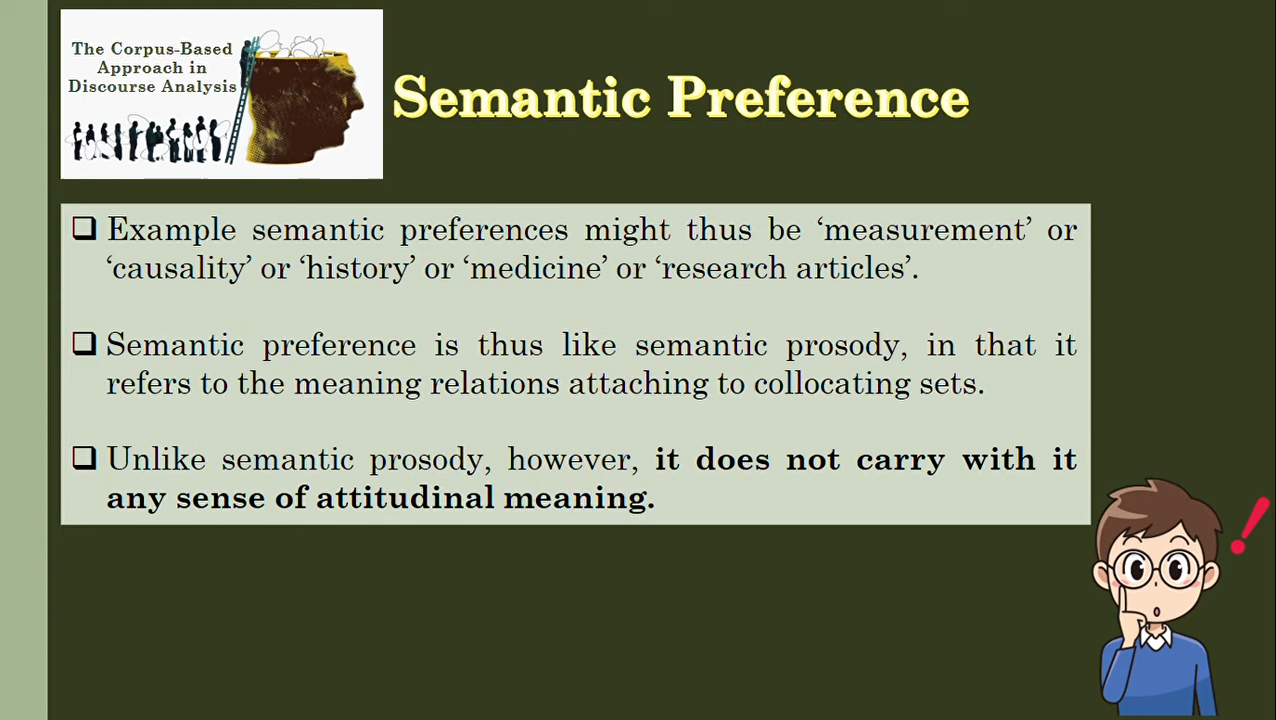 The Corpus-Based
Approach in
Discourse Analysis
Semantic Preference
Example semantic preferences might thus be ‘measurement’ or
‘causality’ or ‘history’ or ‘medicine’ or ‘research articles’.
Semantic preference is thus like semantic prosody, in that it
refers to the meaning relations attaching to collocating sets.
Unlike semantic prosody, however, it does not carry with it
any sense of attitudinal meaning.